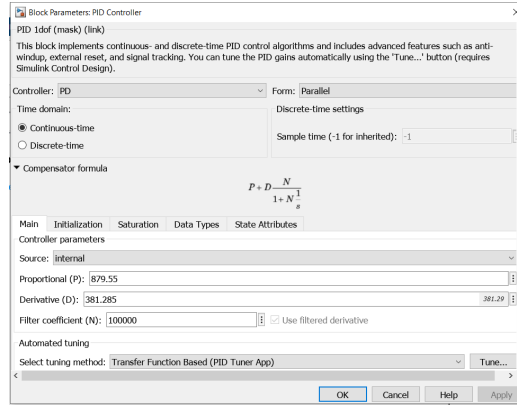 Block Parameters: PID Controller
PID 1dof (mask) (link)
This block implements continuous- and discrete-time PID control
algorithms and includes advanced features such as anti-
windup, external reset, and signal tracking. You can tune the
PID gains automatically using the 'Tune...' button (requires
Simulink Control Design).
Controller: PD Form: Parallel
Time domain: Discrete-time settings
Continuous-time
Sample time (-1 for inherited): -1
Discrete-time
Compensator formula
P + D N / (1 + N 1/s)
Main Initialization Saturation Data Types State Attributes
Controller parameters
Source: internal
Proportional (P): 879.55
Derivative (D): 381.285 381.29
Filter coefficient (N): 100000 Use filtered derivative
Automated tuning
Select tuning method: Transfer Function Based (PID Tuner App) Tune...
OK Cancel Help Apply